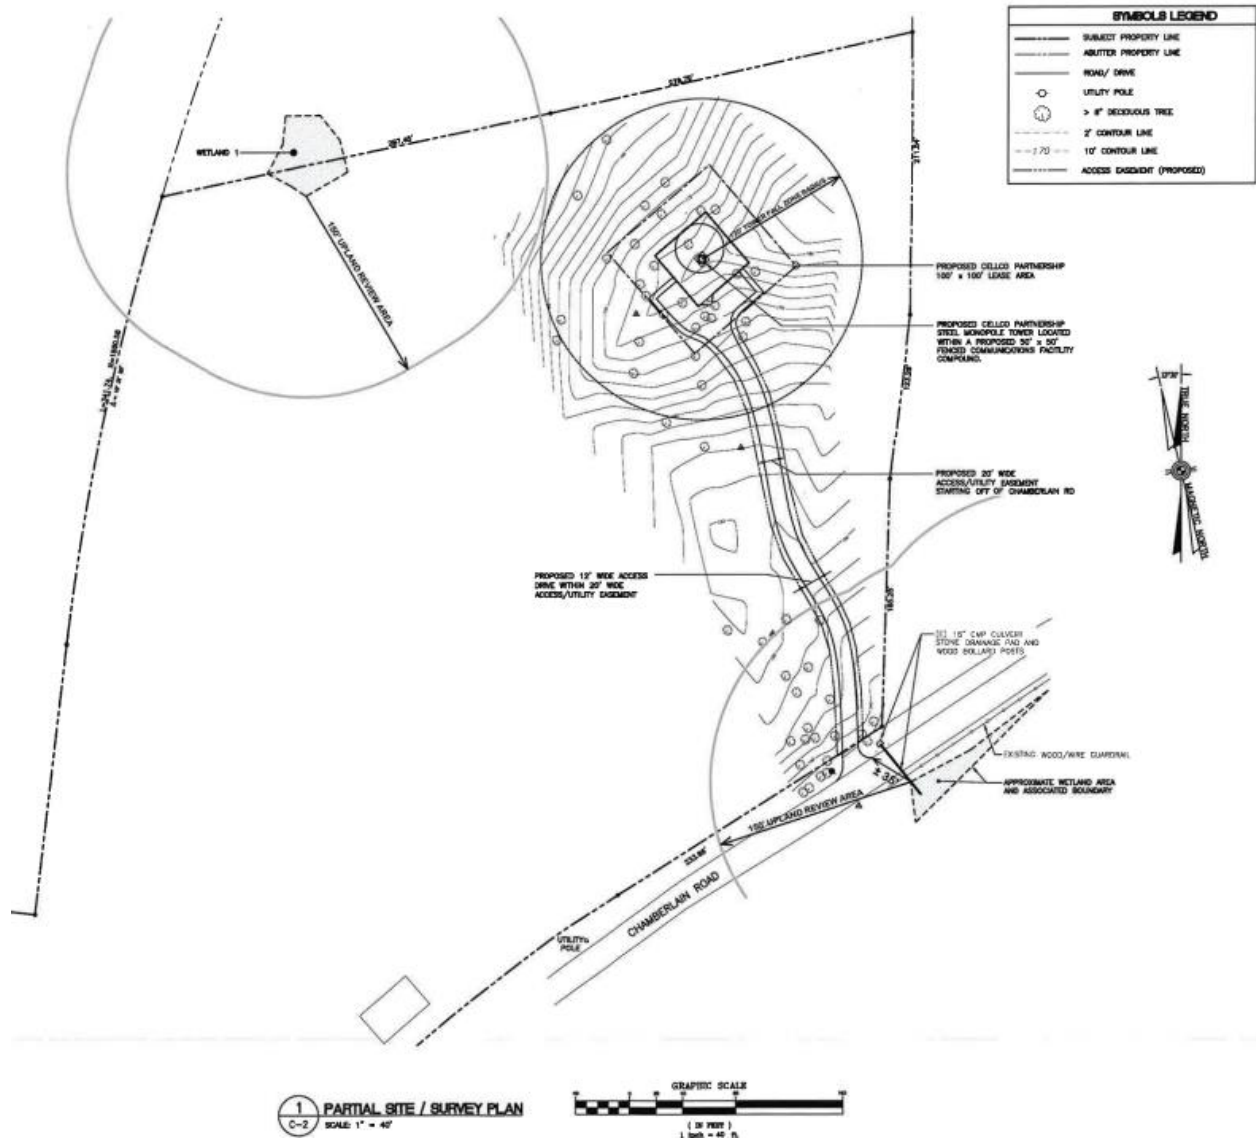 SYMBOLS LEGEND
SUBJECT PROPERTY LINE
ABUTTER PROPERTY LINE
ROAD/ DRIVE
UTILITY POLE
> 8" DECIDUOUS TREE
2' CONTOUR LINE
170
10' CONTOUR LINE
ACCESS EASEMENT (PROPOSED)
WETLAND 1
150' UPLAND REVIEW AREA
TOWER FALL ZONE RADIUS
PROPOSED CELLCO PARTNERSHIP
100' x 100' LEASE AREA
PROPOSED CELLCO PARTNERSHIP
STEEL MONOPOLE TOWER LOCATED
WITHIN A PROPOSED 50' x 50'
FENCED COMMUNICATIONS FACILITY
COMPOUND.
TRUE NORTH
MAGNETIC NORTH
PROPOSED 20' WIDE
ACCESS/UTILITY EASEMENT
STARTING OFF OF CHAMBERLAIN RD
PROPOSED 12' WIDE ACCESS
DRIVE WITHIN 20' WIDE
ACCESS/UTILITY EASEMENT
15" CMP CULVERT
STONE DRAINAGE PAD AND
WOOD BOLLARD POSTS
EXISTING WOOD/WIRE GUARDRAIL
± 35'
APPROXIMATE WETLAND AREA
AND ASSOCIATED BOUNDARY
150' UPLAND REVIEW AREA
CHAMBERLAIN ROAD
UTILITY
POLE
1
C-2
PARTIAL SITE / SURVEY PLAN
SCALE: 1" = 40'
GRAPHIC SCALE
( IN FEET )
1 inch = 40 ft.